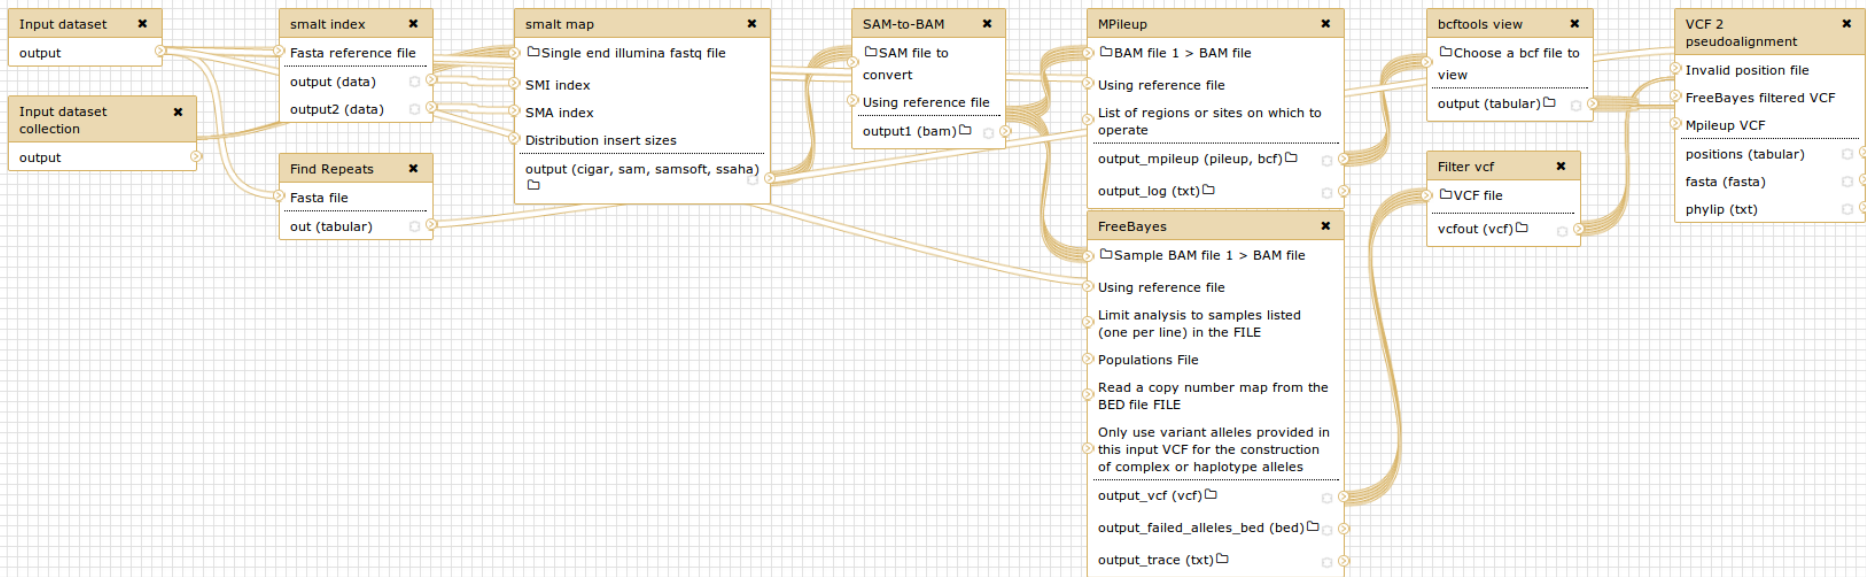 Input dataset
output
Input dataset
collection
output
smalt index
Fasta reference file
output (data)
output2 (data)
Find Repeats
Fasta file
out (tabular)
smalt map
Single end illumina fastq file
SMI index
SMA index
Distribution insert sizes
output (cigar, sam, samsoft, ssaha)
SAM-to-BAM
SAM file to
convert
Using reference file
output1 (bam)
MPileup
BAM file 1 > BAM file
Using reference file
List of regions or sites on which to
operate
output_mpileup (pileup, bcf)
output_log (txt)
FreeBayes
Sample BAM file 1 > BAM file
Using reference file
Limit analysis to samples listed
(one per line) in the FILE
Populations File
Read a copy number map from the
BED file FILE
Only use variant alleles provided in
this input VCF for the construction
of complex or haplotype alleles
output_vcf (vcf)
output_failed_alleles_bed (bed)
output_trace (txt)
bcftools view
Choose a bcf file to
view
output (tabular)
Filter vcf
VCF file
vcfout (vcf)
VCF 2
pseudoalignment
Invalid position file
FreeBayes filtered VCF
Mpileup VCF
positions (tabular)
fasta (fasta)
phylip (txt)